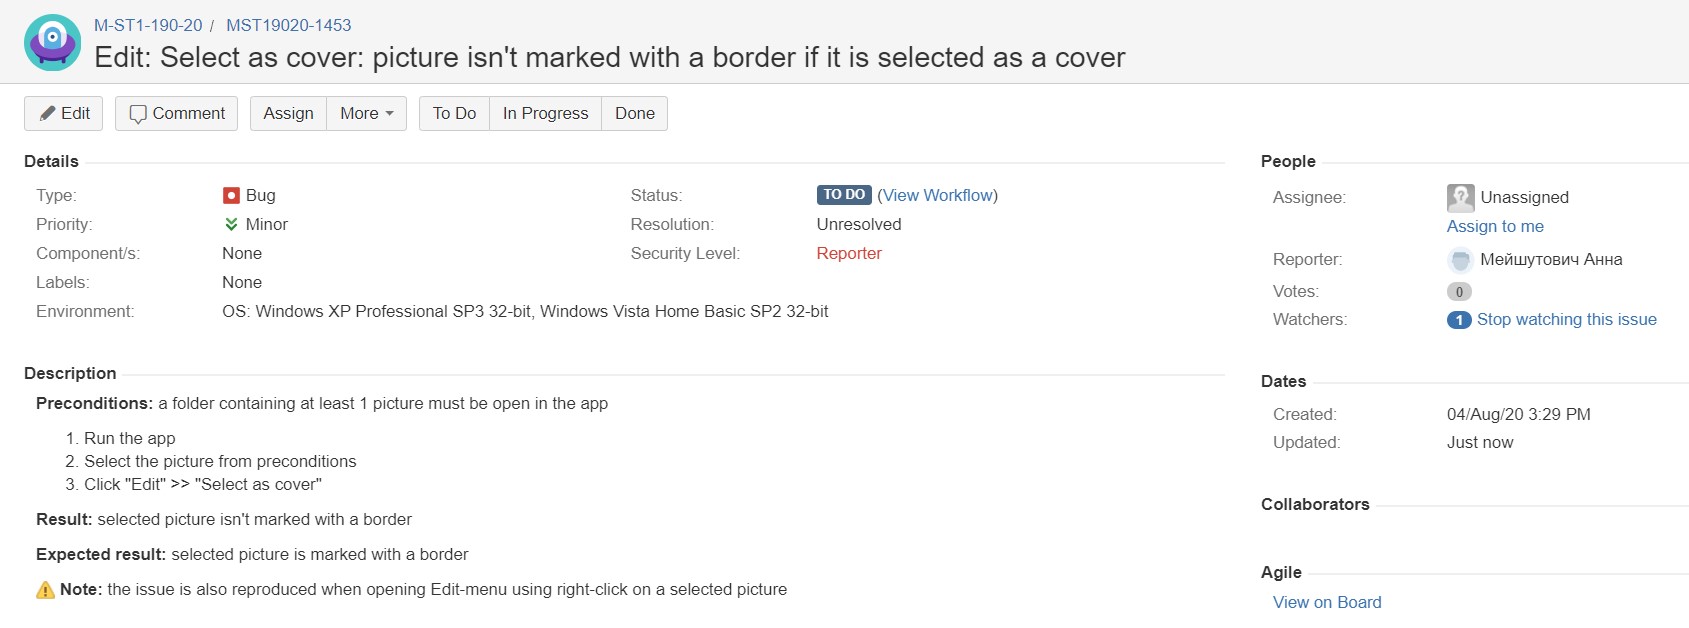 M-ST1-190-20 / MST19020-1453
Edit: Select as cover: picture isn't marked with a border if it is selected as a cover
Edit Comment Assign More To Do In Progress Done
Details
Type: Bug
Priority: Minor
Component/s: None
Labels: None
Environment: OS: Windows XP Professional SP3 32-bit, Windows Vista Home Basic SP2 32-bit
Status: TO DO (View Workflow)
Resolution: Unresolved
Security Level: Reporter
Description
Preconditions: a folder containing at least 1 picture must be open in the app
1. Run the app
2. Select the picture from preconditions
3. Click "Edit" >> "Select as cover"
Result: selected picture isn't marked with a border
Expected result: selected picture is marked with a border
Note: the issue is also reproduced when opening Edit-menu using right-click on a selected picture
People
Assignee: Unassigned
Assign to me
Reporter: Мейшутович Анна
Votes: 0
Watchers: 1 Stop watching this issue
Dates
Created: 04/Aug/20 3:29 PM
Updated: Just now
Collaborators
Agile
View on Board